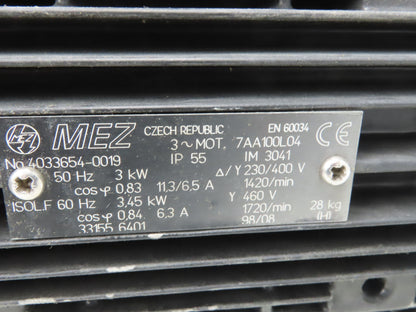 MEZ CZECH REPUBLIC EN 60034 CE
3~MOT. 7AA100L04
No 4033654-0019 IP 55 IM 3041
50 Hz 3 kW Δ/Y 230/400 V
cos φ 0.83 11.3/6.5 A 1420/min
ISOL.F 60 Hz 3.45 kW Y 460 V
cos φ 0.84 6.3 A 1720/min 28 kg
33155 6401 98/08